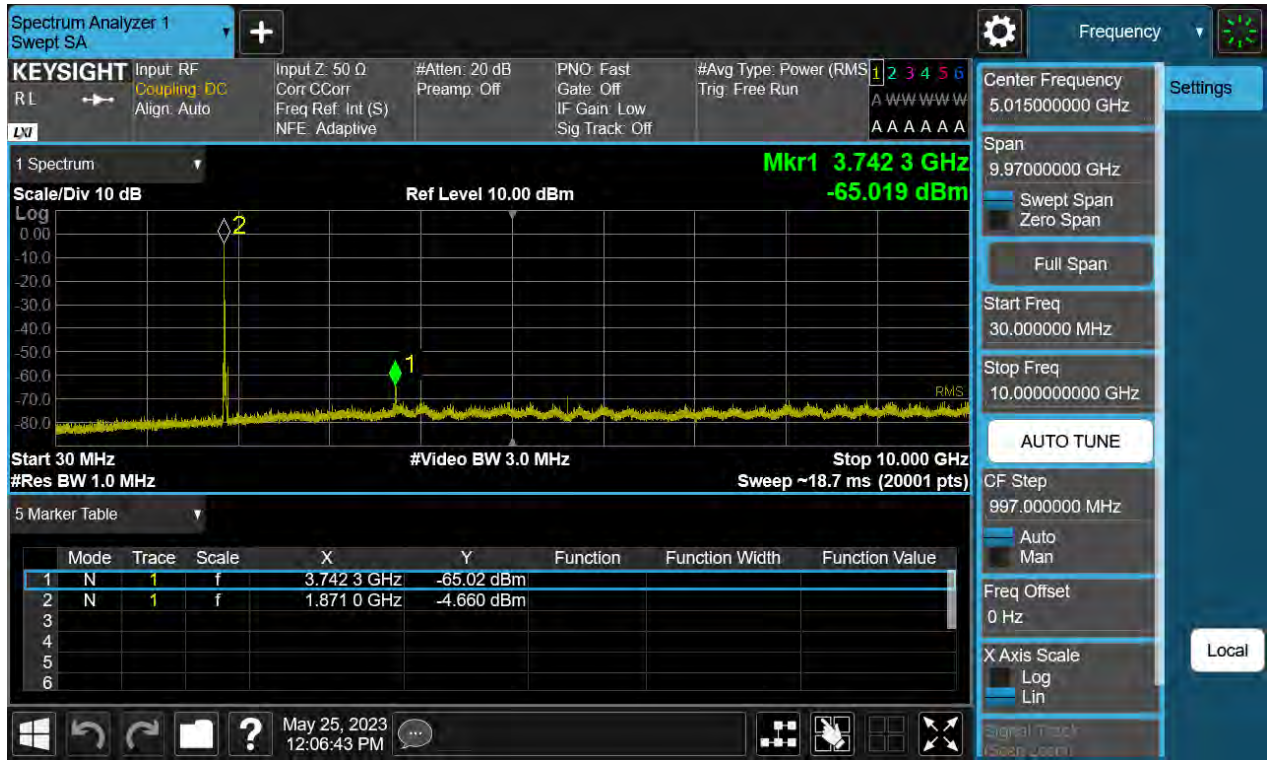 Spectrum Analyzer 1
Swept SA
+
Frequency
KEYSIGHT
RL
LXI
Input: RF
Coupling: DC
Align: Auto
Input Z: 50 Ω
Corr CCorr
Freq Ref: Int (S)
NFE: Adaptive
#Atten: 20 dB
Preamp: Off
PNO: Fast
Gate: Off
IF Gain: Low
Sig Track: Off
#Avg Type: Power (RMS
Trig: Free Run
1 2 3 4 5 6
A W W W W W
A A A A A A
1 Spectrum
Scale/Div 10 dB
Ref Level 10.00 dBm
Mkr1 3.742 3 GHz
-65.019 dBm
Log
0.00
-10.0
-20.0
-30.0
-40.0
-50.0
-60.0
-70.0
-80.0
2
1
RMS
Start 30 MHz
#Video BW 3.0 MHz
Stop 10.000 GHz
#Res BW 1.0 MHz
Sweep ~18.7 ms (20001 pts)
5 Marker Table
Mode Trace Scale X Y Function Function Width Function Value
1 N 1 f 3.742 3 GHz -65.02 dBm
2 N 1 f 1.871 0 GHz -4.660 dBm
3
4
5
6
?
May 25, 2023
12:06:43 PM
Center Frequency
5.015000000 GHz
Span
9.97000000 GHz
Swept Span
Zero Span
Full Span
Start Freq
30.000000 MHz
Stop Freq
10.000000000 GHz
AUTO TUNE
CF Step
997.000000 MHz
Auto
Man
Freq Offset
0 Hz
X Axis Scale
Log
Lin
Signal Track
(Span Zoom)
Settings
Local